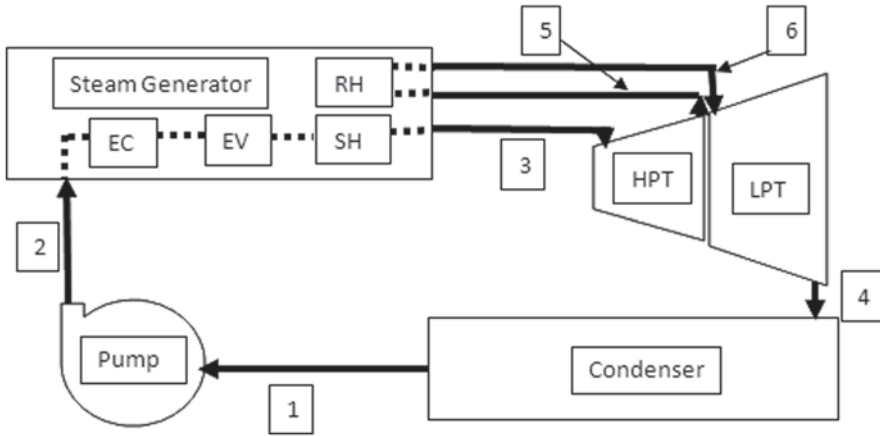 5
6
Steam Generator
RH
EC
EV
SH
3
HPT
LPT
2
4
Pump
Condenser
1